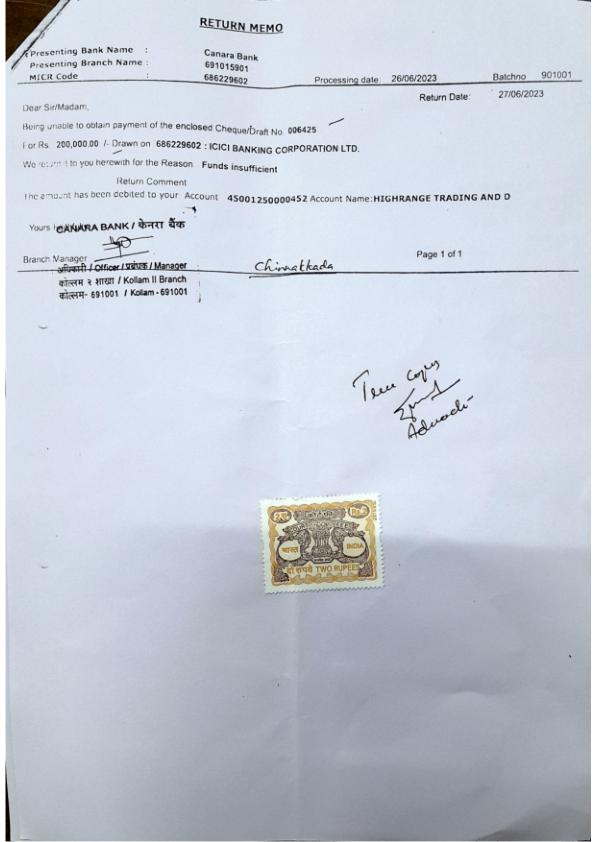 RETURN MEMO
Presenting Bank Name : Canara Bank
Presenting Branch Name : 691015901
MICR Code : 686229602 Processing date: 26/06/2023 Batchno 901001
Return Date: 27/06/2023
Dear Sir/Madam,
Being unable to obtain payment of the enclosed Cheque/Draft No. 006425
For Rs. 200,000.00 /- Drawn on 686229602 : ICICI BANKING CORPORATION LTD.
We return it to you herewith for the Reason Funds insufficient
Return Comment
The amount has been debited to your Account 45001250000452 Account Name:HIGHRANGE TRADING AND D
Yours
CANARA BANK / केनरा बैंक
Branch Manager Page 1 of 1
अधिकारी / Officer / प्रबंधक / Manager Chinnakkada
कोल्लम २ शाखा / Kollam II Branch
कोल्लम- 691001 / Kollam - 691001
True Copy
Advocate
भारत INDIA
दो रुपये TWO RUPEES